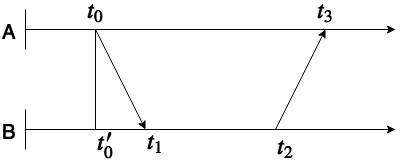 t₀ t₃
A
B
t₀′ t₁ t₂